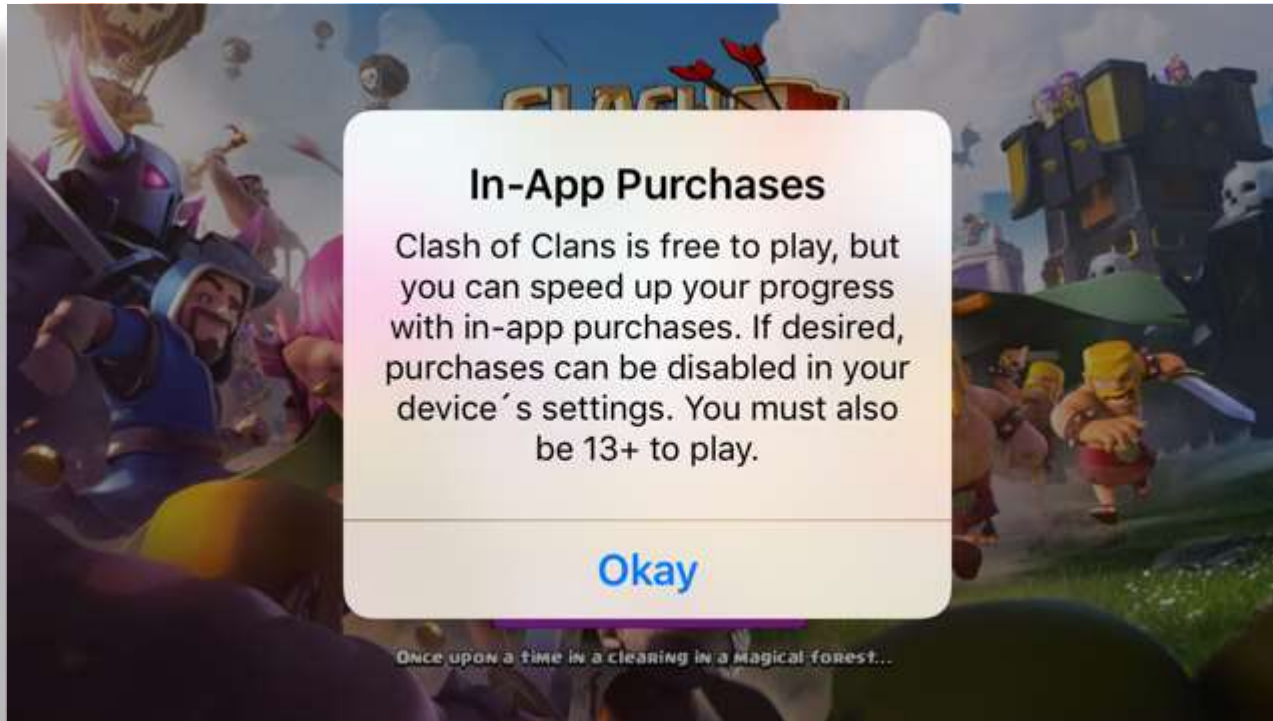 CLASH
In-App Purchases
Clash of Clans is free to play, but
you can speed up your progress
with in-app purchases. If desired,
purchases can be disabled in your
device´s settings. You must also
be 13+ to play.
Okay
Once upon a time in a clearing in a magical forest...